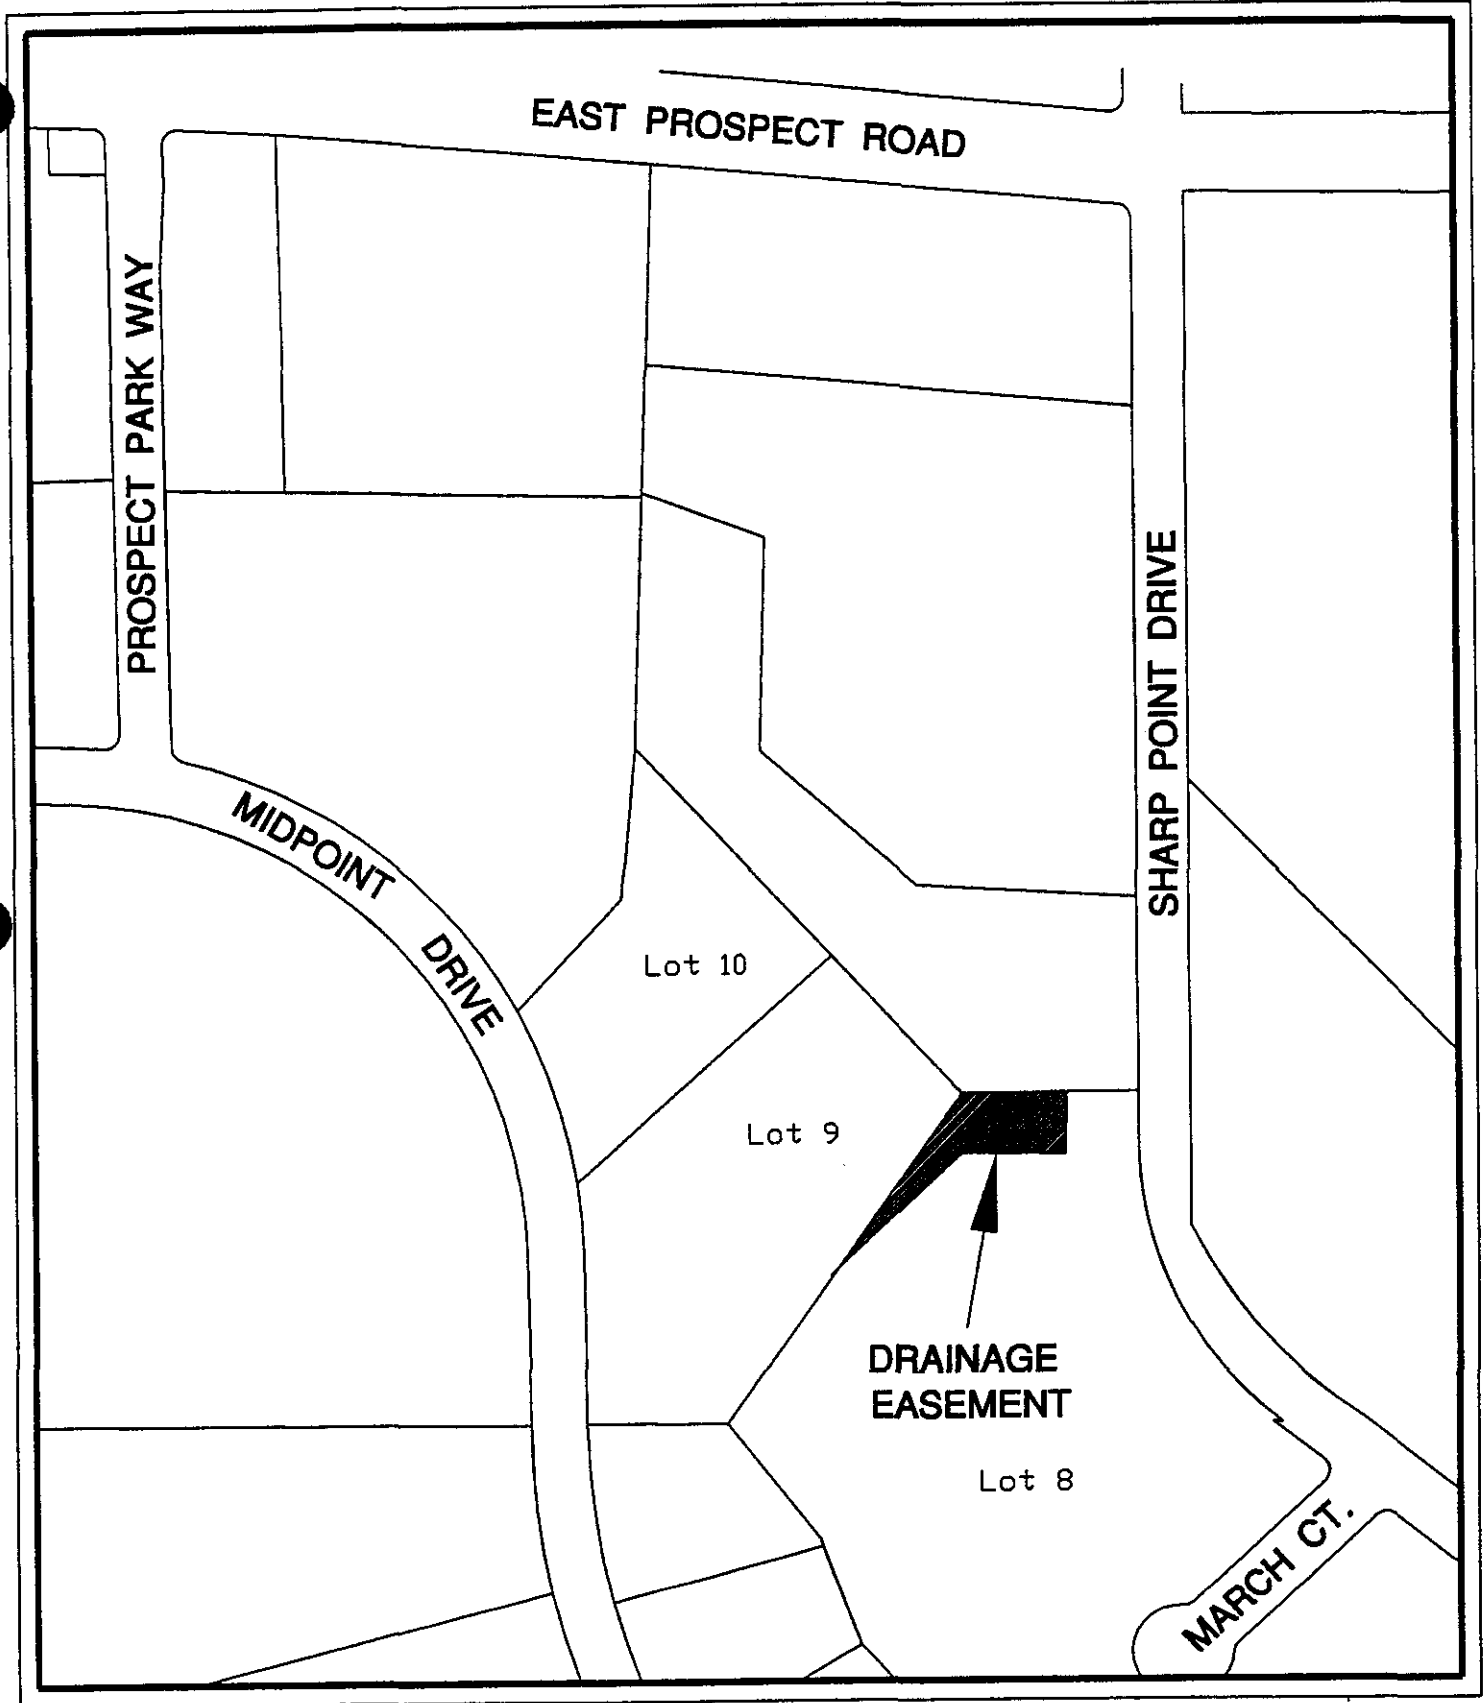 EAST PROSPECT ROAD
PROSPECT PARK WAY
SHARP POINT DRIVE
MIDPOINT DRIVE
Lot 10
Lot 9
DRAINAGE
EASEMENT
Lot 8
MARCH CT.